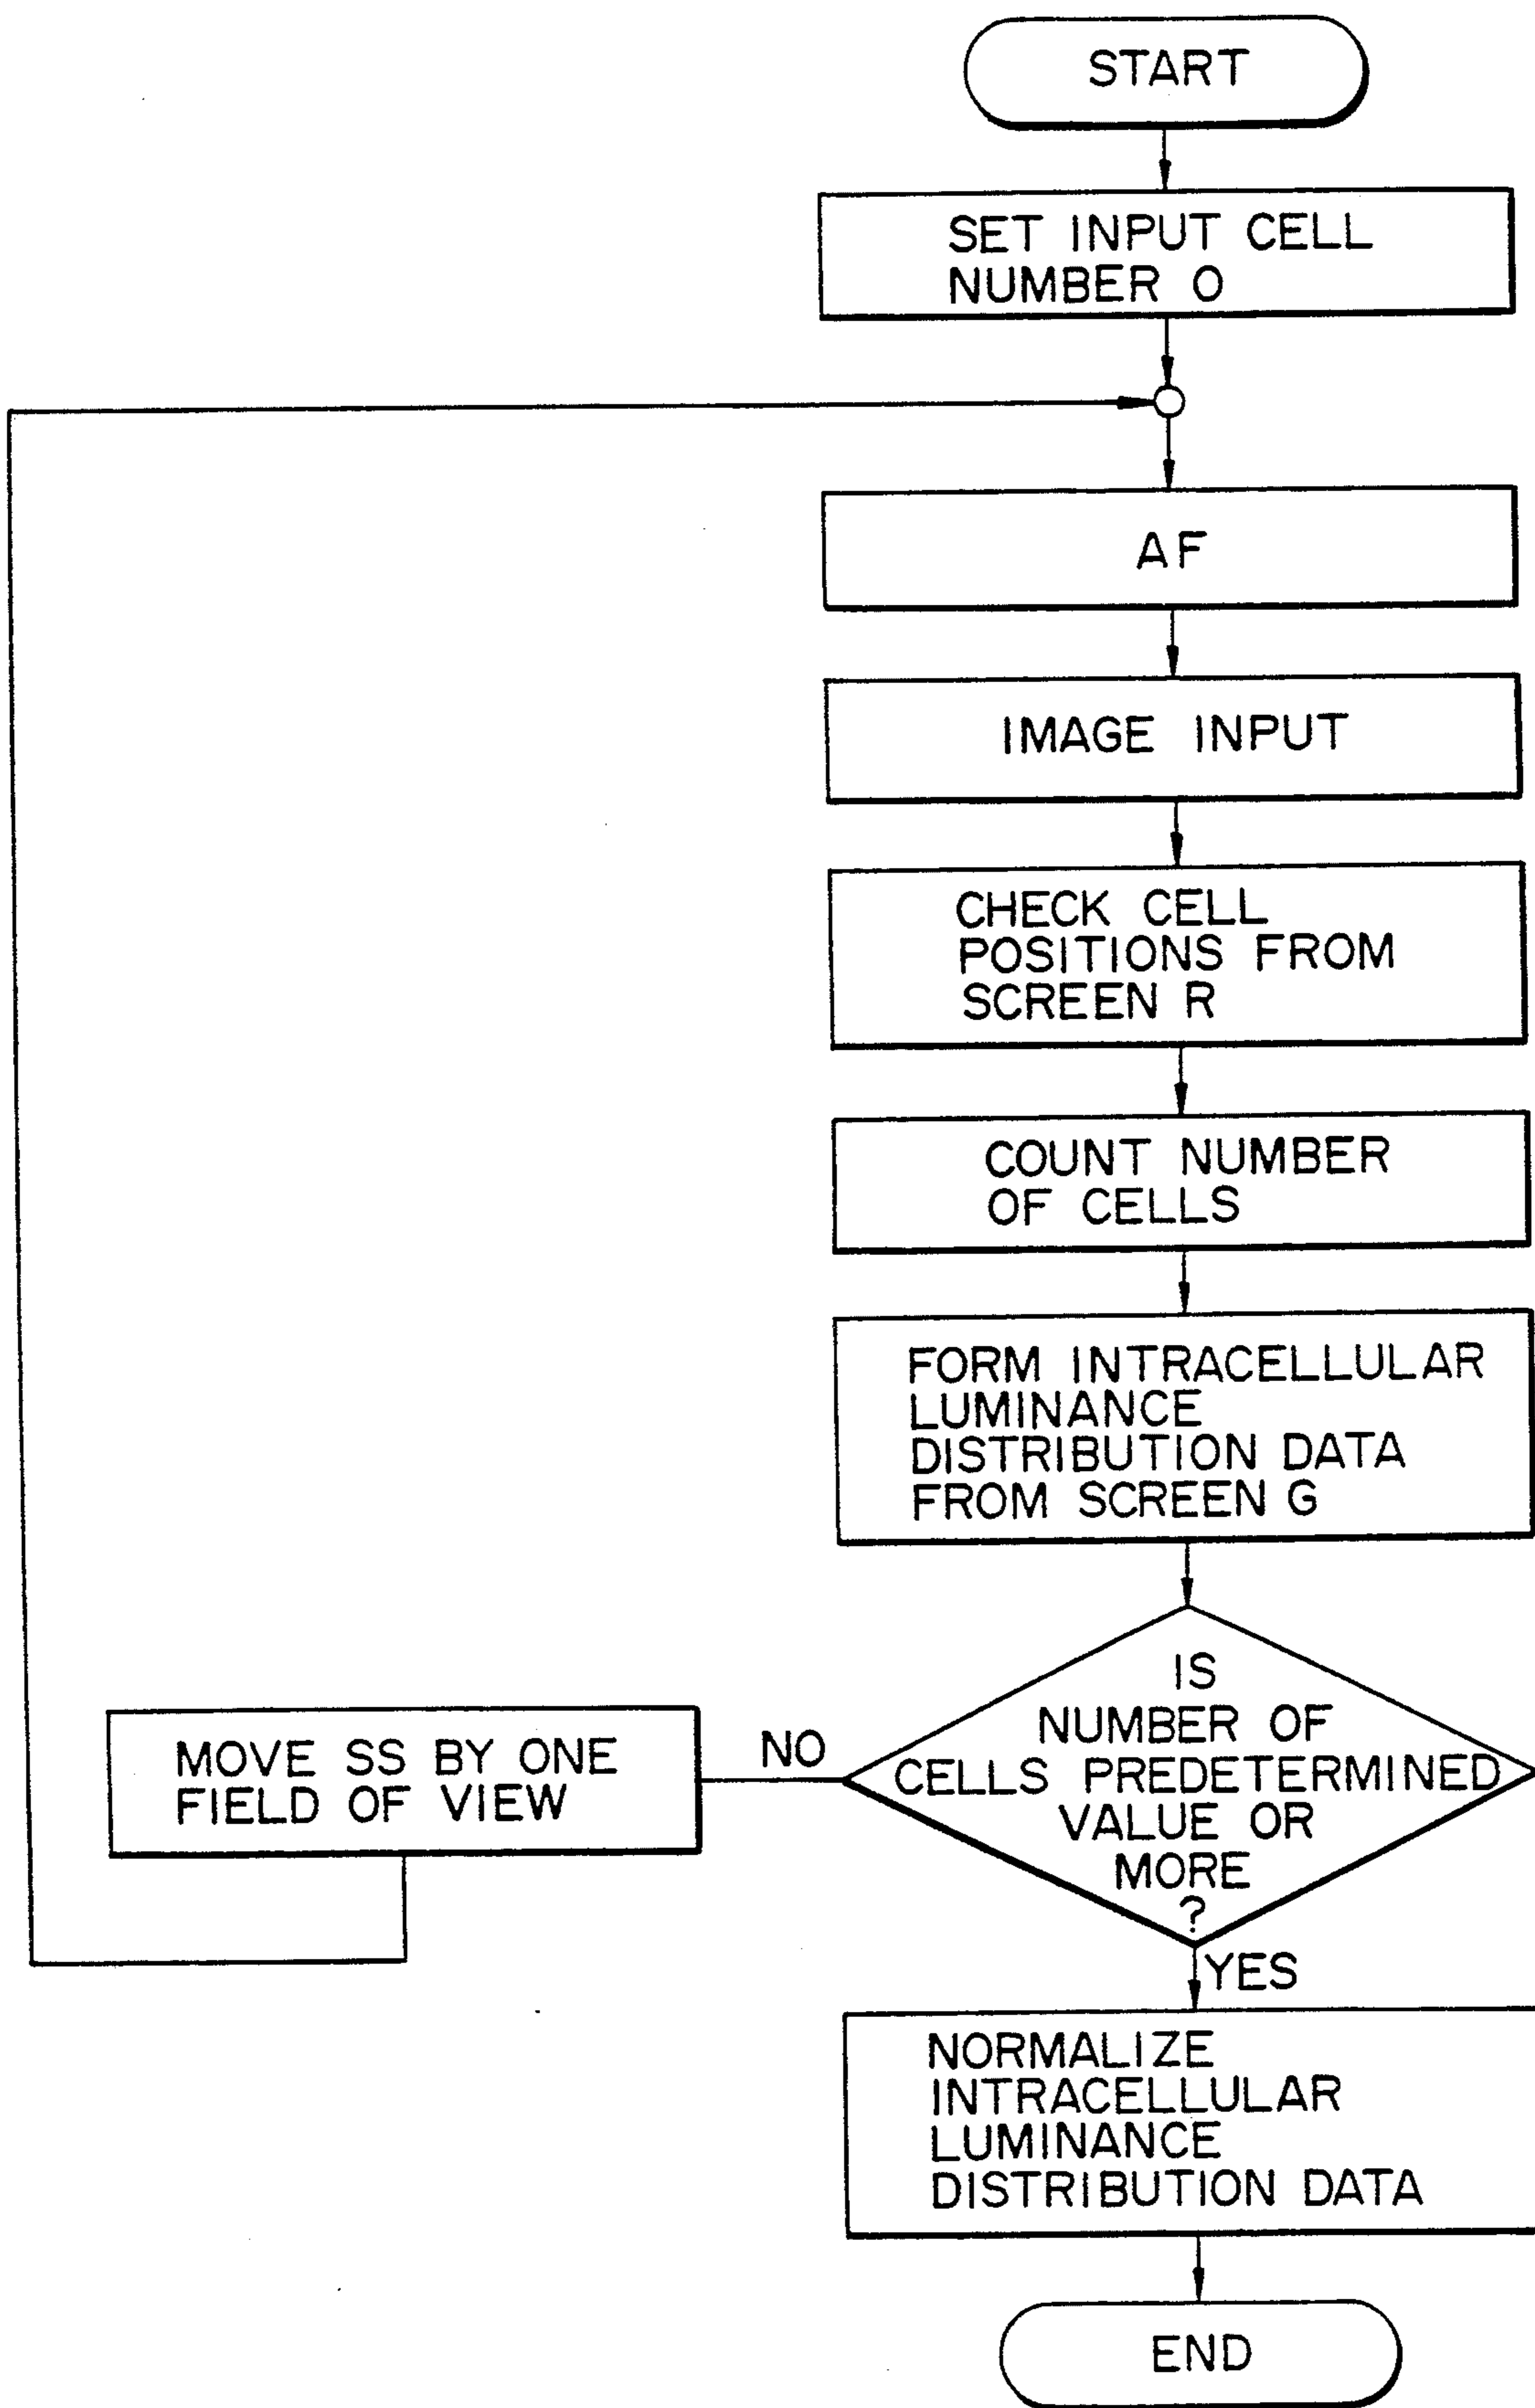 START
SET INPUT CELL
NUMBER 0
AF
IMAGE INPUT
CHECK CELL
POSITIONS FROM
SCREEN R
COUNT NUMBER
OF CELLS
FORM INTRACELLULAR
LUMINANCE
DISTRIBUTION DATA
FROM SCREEN G
IS
NUMBER OF
CELLS PREDETERMINED
VALUE OR
MORE
?
NO
MOVE SS BY ONE
FIELD OF VIEW
YES
NORMALIZE
INTRACELLULAR
LUMINANCE
DISTRIBUTION DATA
END